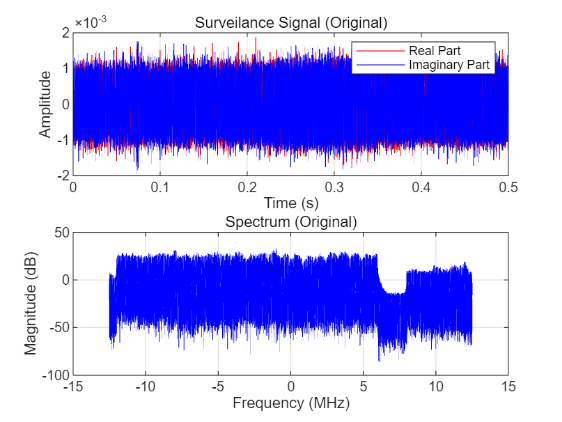 Surveilance Signal (Original)
×10⁻³
2
1
0
-1
-2
Amplitude
Real Part
Imaginary Part
0
0.1
0.2
0.3
0.4
0.5
Time (s)
Spectrum (Original)
50
0
-50
-100
Magnitude (dB)
-15
-10
-5
0
5
10
15
Frequency (MHz)